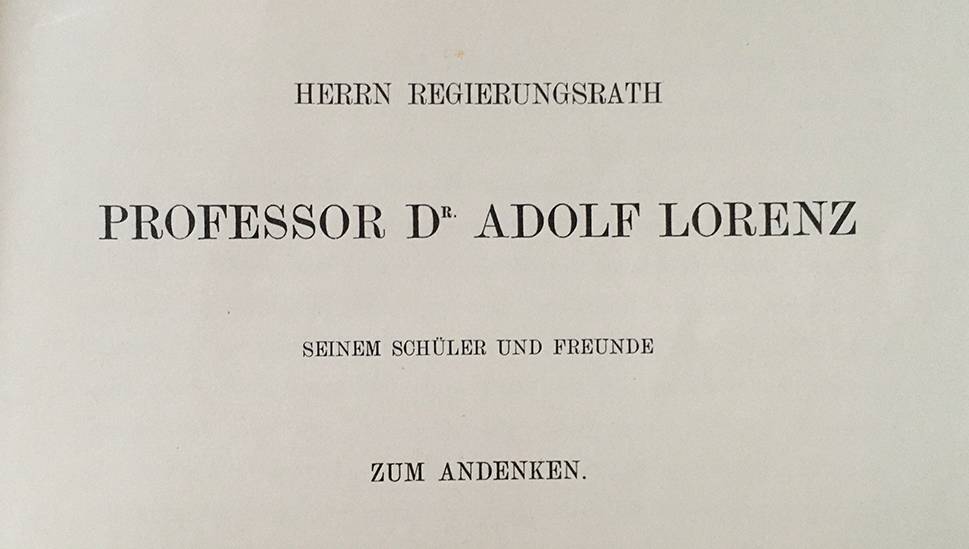 HERRN REGIERUNGSRATH
PROFESSOR DR. ADOLF LORENZ
SEINEM SCHÜLER UND FREUNDE
ZUM ANDENKEN.